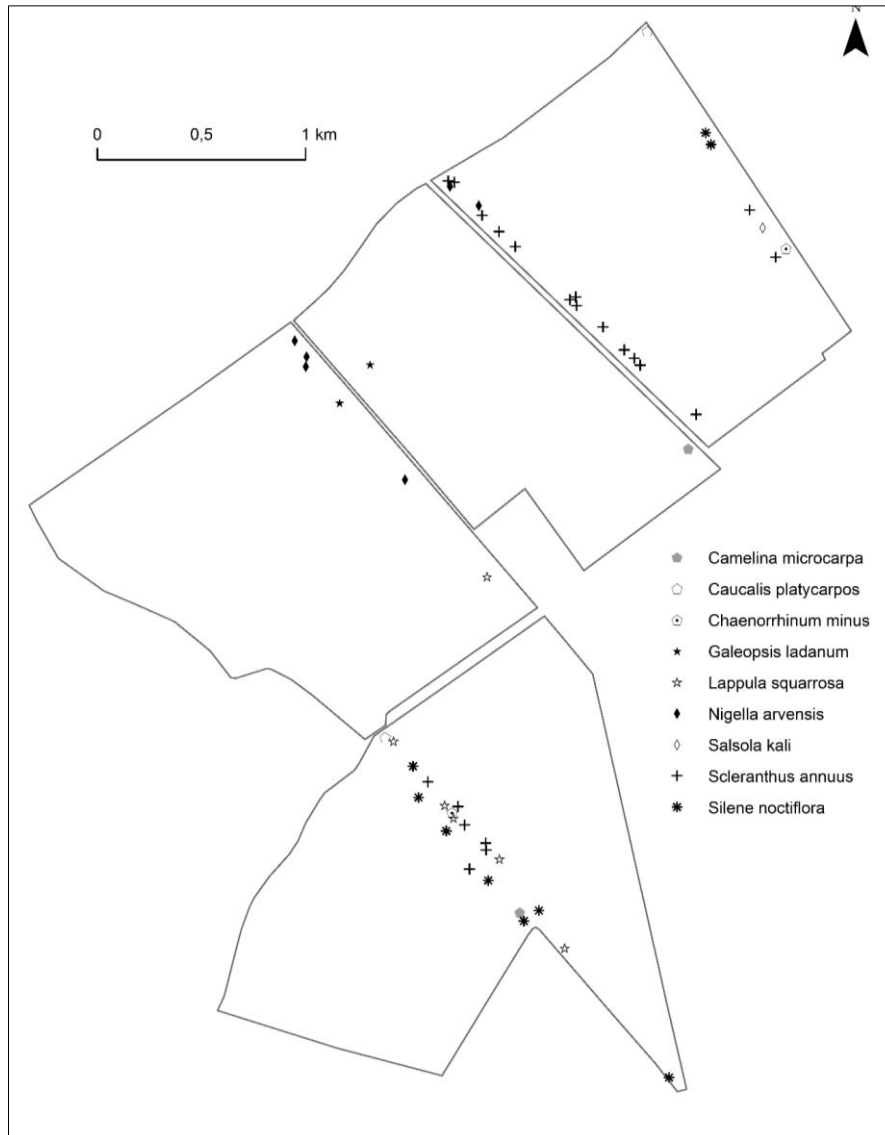 N
0 0,5 1 km
Camelina microcarpa
Caucalis platycarpos
Chaenorrhinum minus
Galeopsis ladanum
Lappula squarrosa
Nigella arvensis
Salsola kali
Scleranthus annuus
Silene noctiflora